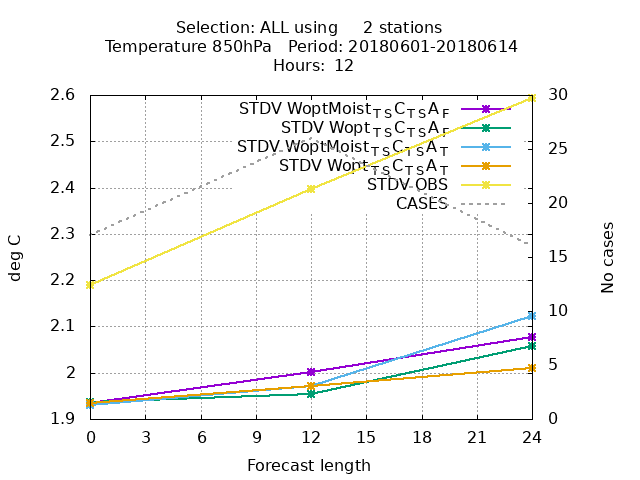 Selection: ALL using     2 stations
Temperature 850hPa   Period: 20180601-20180614
Hours: 12
2.6
2.5
2.4
2.3
2.2
2.1
2
1.9
deg C
STDV WoptMoist_TS C_TS A_F
STDV Wopt_TS C_TS A_F
STDV WoptMoist_TS C_TS A_T
STDV Wopt_TS C_TS A_T
STDV OBS
CASES
30
25
20
15
10
5
0
No cases
0 3 6 9 12 15 18 21 24
Forecast length